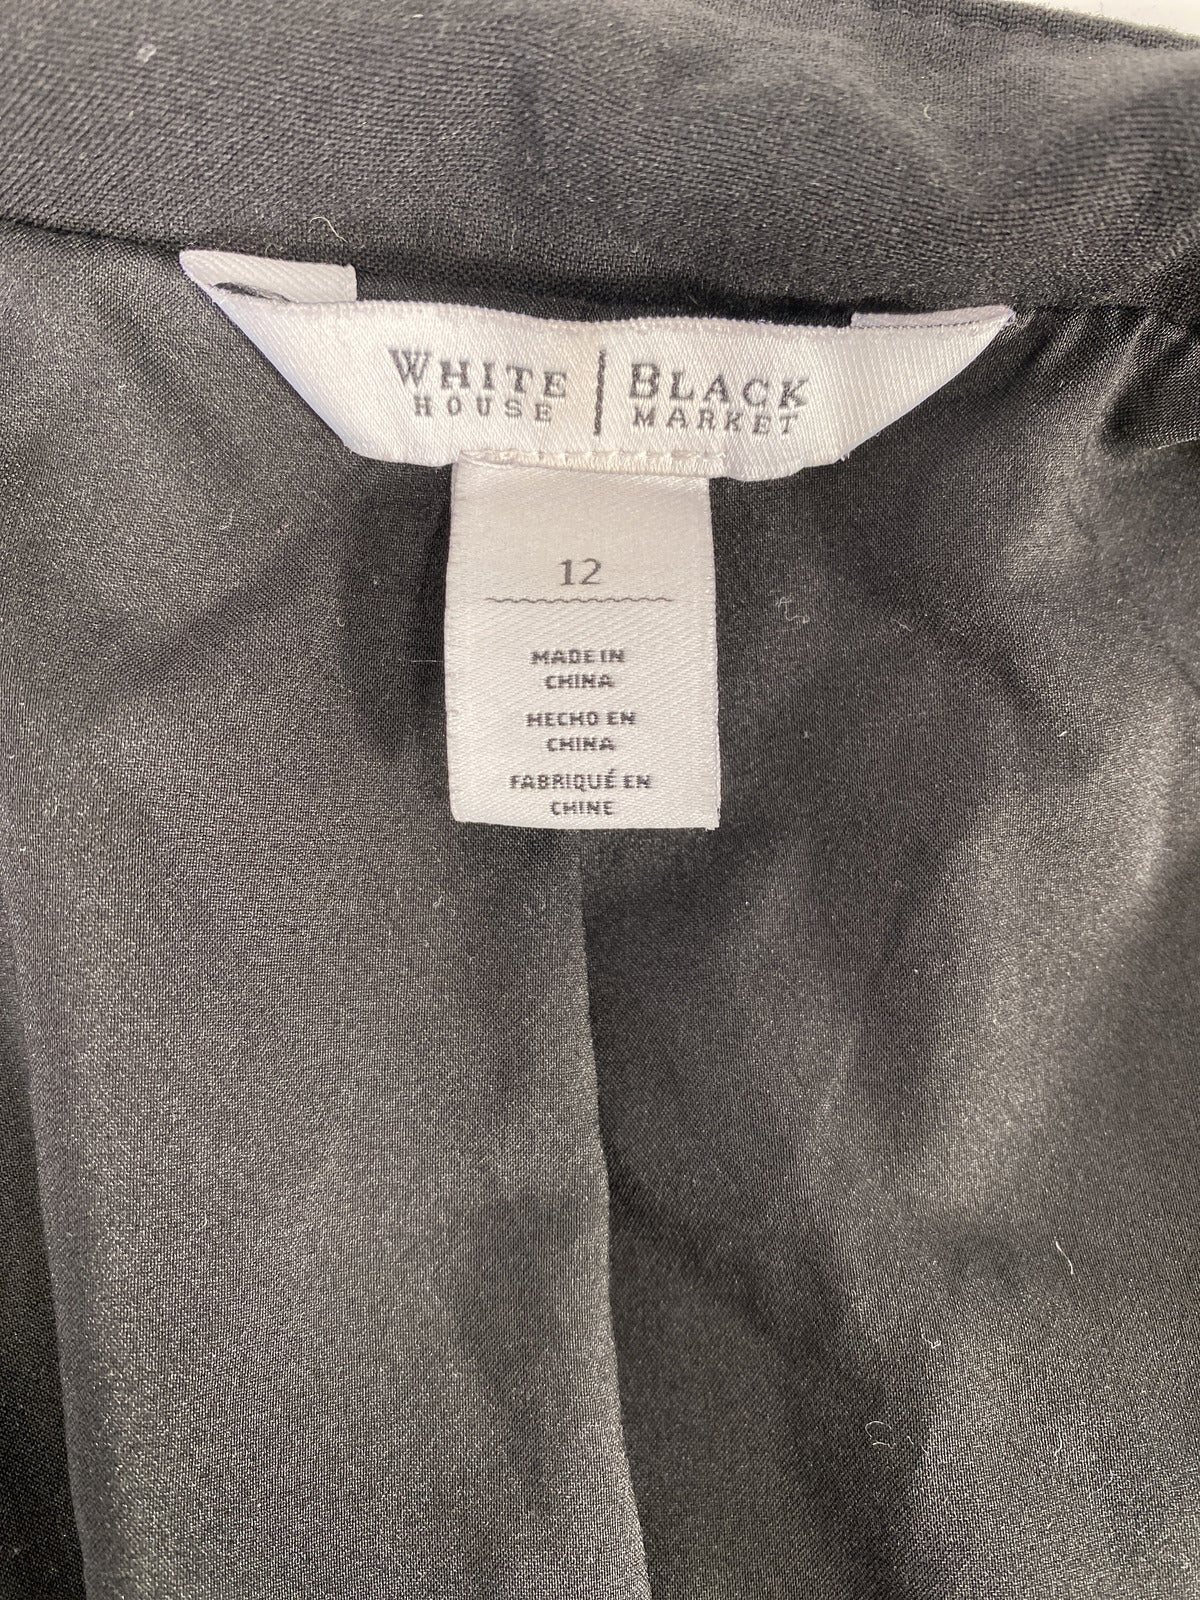 WHITE | BLACK
HOUSE | MARKET
12
MADE IN
CHINA
HECHO EN
CHINA
FABRIQUÉ EN
CHINE